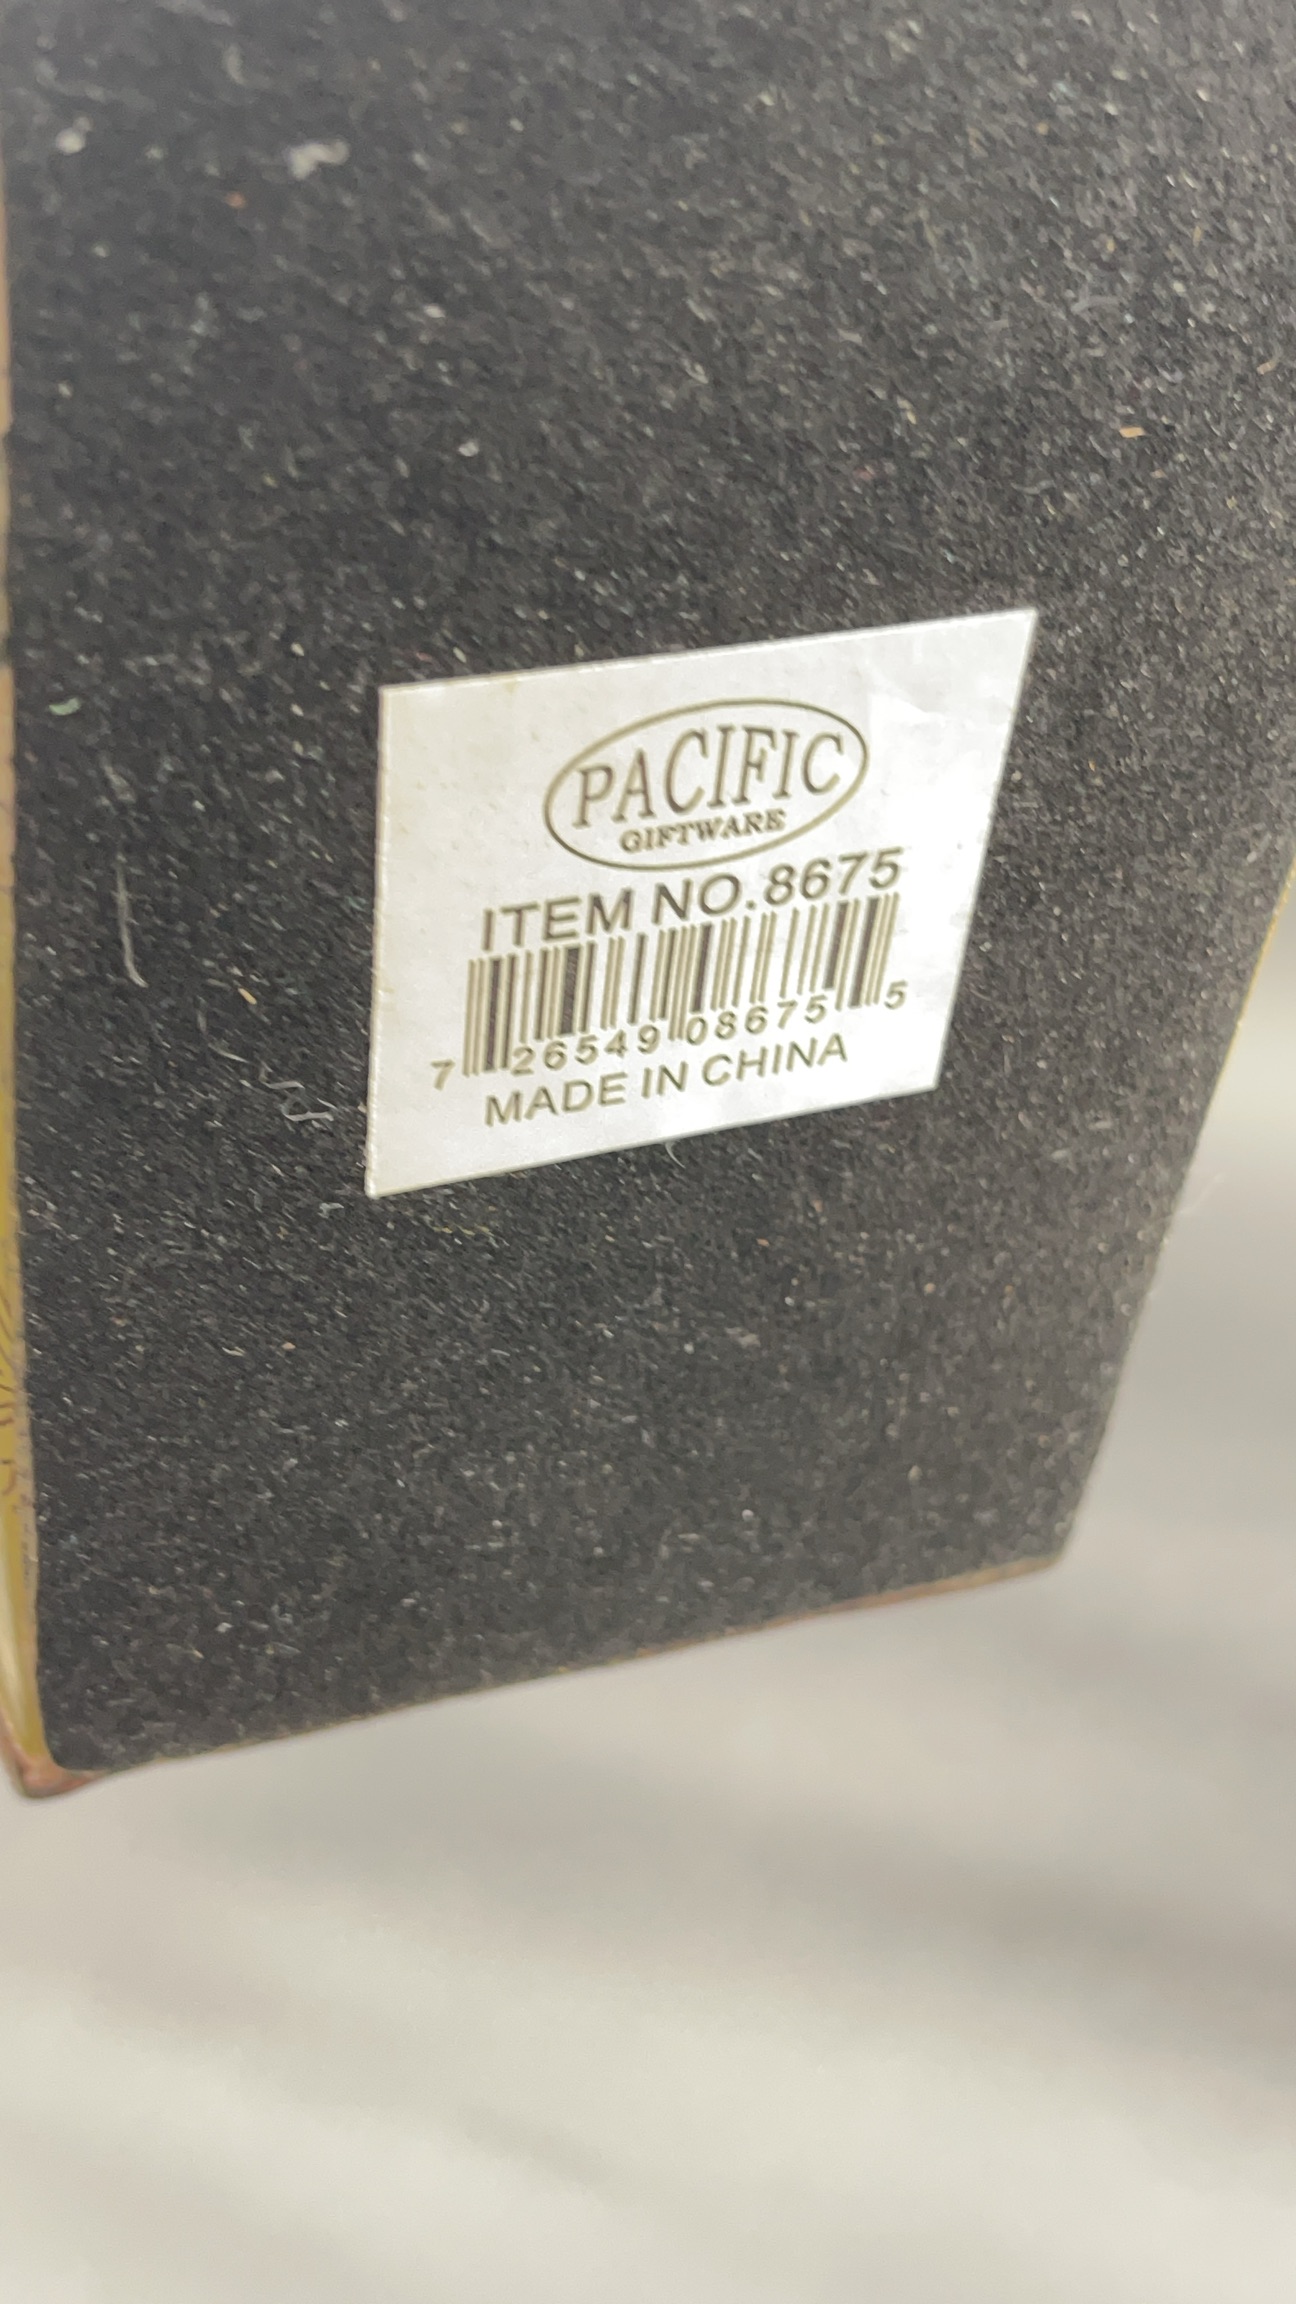 PACIFIC
GIFTWARE
ITEM NO.8675
7 26549 08675 5
MADE IN CHINA